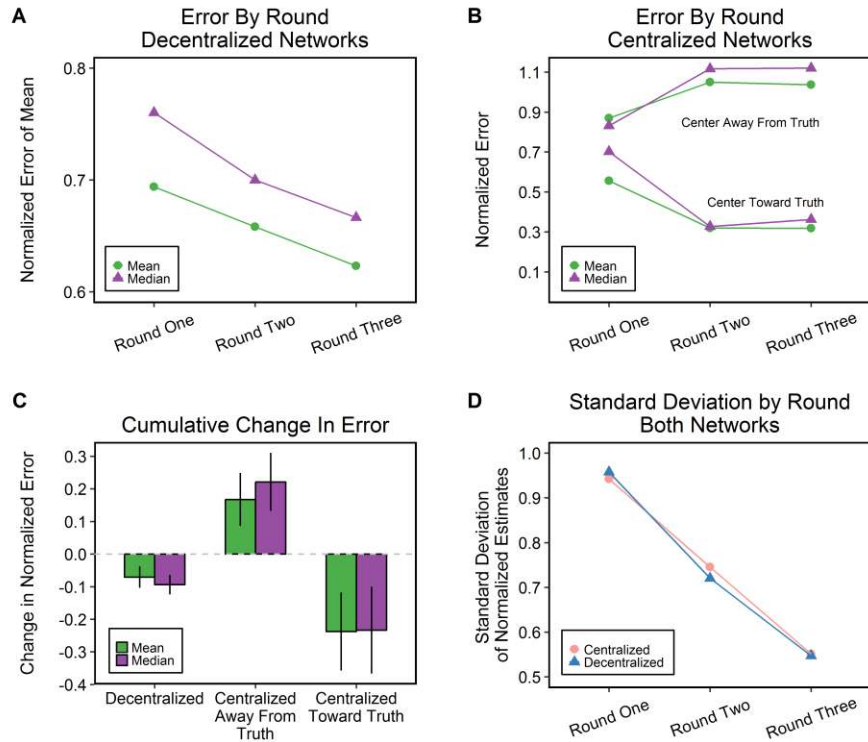 A
Error By Round
Decentralized Networks
Normalized Error of Mean
0.8
0.7
0.6
Mean
Median
Round One
Round Two
Round Three
B
Error By Round
Centralized Networks
Normalized Error
1.1
0.9
0.7
0.5
0.3
0.1
Center Away From Truth
Center Toward Truth
Mean
Median
Round One
Round Two
Round Three
C
Cumulative Change In Error
Change in Normalized Error
0.3
0.2
0.1
0.0
-0.1
-0.2
-0.3
-0.4
Mean
Median
Decentralized
Centralized
Away From
Truth
Centralized
Toward Truth
D
Standard Deviation by Round
Both Networks
Standard Deviation
of Normalized Estimates
1.0
0.9
0.8
0.7
0.6
0.5
Centralized
Decentralized
Round One
Round Two
Round Three